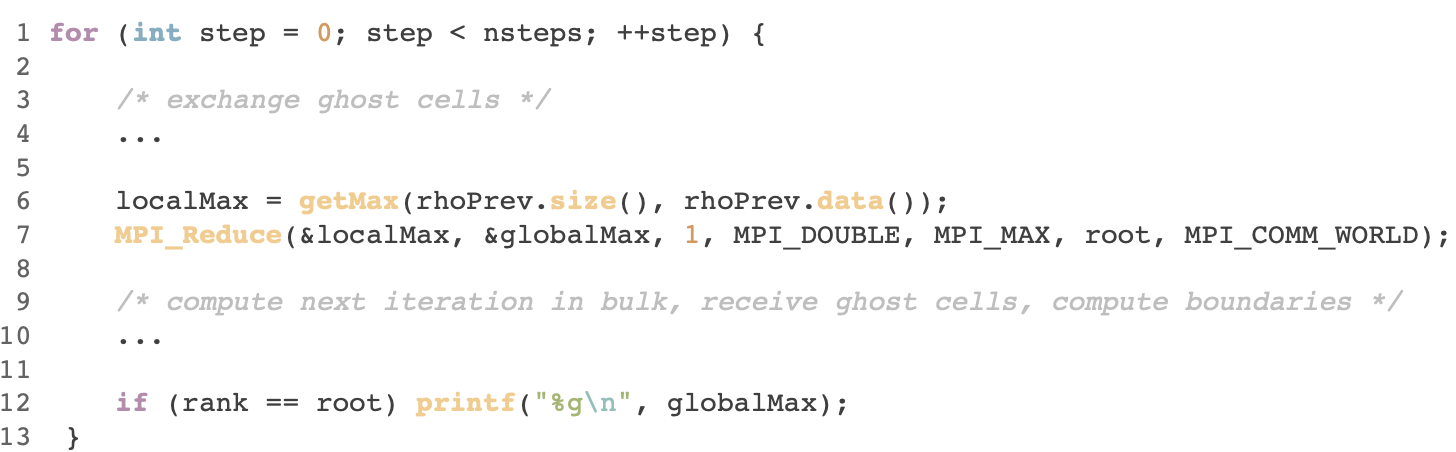 1 for (int step = 0; step < nsteps; ++step) {
2
3 /* exchange ghost cells */
4 ...
5
6 localMax = getMax(rhoPrev.size(), rhoPrev.data());
7 MPI_Reduce(&localMax, &globalMax, 1, MPI_DOUBLE, MPI_MAX, root, MPI_COMM_WORLD);
8
9 /* compute next iteration in bulk, receive ghost cells, compute boundaries */
10 ...
11
12 if (rank == root) printf("%g\n", globalMax);
13 }